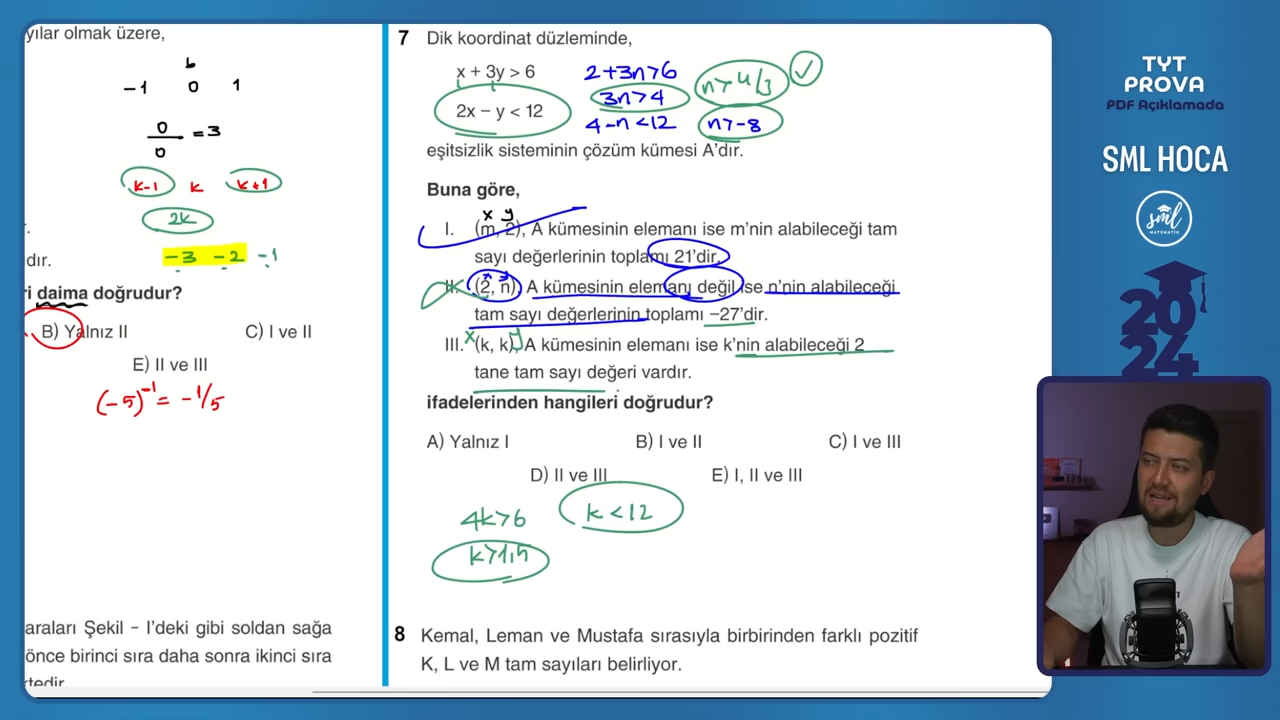 yılar olmak üzere,
b
-1 0 1
0/0 = 3
k-1 k k+1
2k
dır.
-3 -2 -1
ri daima doğrudur?
B) Yalnız II C) I ve II
E) II ve III
(-5)⁻¹ = -1/5
araları Şekil – I'deki gibi soldan sağa
önce birinci sıra daha sonra ikinci sıra
7 Dik koordinat düzleminde,
x + 3y > 6 2+3n>6 n>4/3
2x – y < 12 3n>4
4-n<12 n>-8
eşitsizlik sisteminin çözüm kümesi A'dır.
Buna göre,
x y
I. (m, 2), A kümesinin elemanı ise m'nin alabileceği tam
sayı değerlerinin toplamı 21'dir.
x y
II. (2, n), A kümesinin elemanı değil ise n'nin alabileceği
tam sayı değerlerinin toplamı –27'dir.
x y
III. (k, k), A kümesinin elemanı ise k'nin alabileceği 2
tane tam sayı değeri vardır.
ifadelerinden hangileri doğrudur?
A) Yalnız I B) I ve II C) I ve III
D) II ve III E) I, II ve III
4k>6 k<12
k>1,5
8 Kemal, Leman ve Mustafa sırasıyla birbirinden farklı pozitif
K, L ve M tam sayıları belirliyor.
TYT
PROVA
PDF Açıklamada
SML HOCA
sml
MATEMATİK
20
24